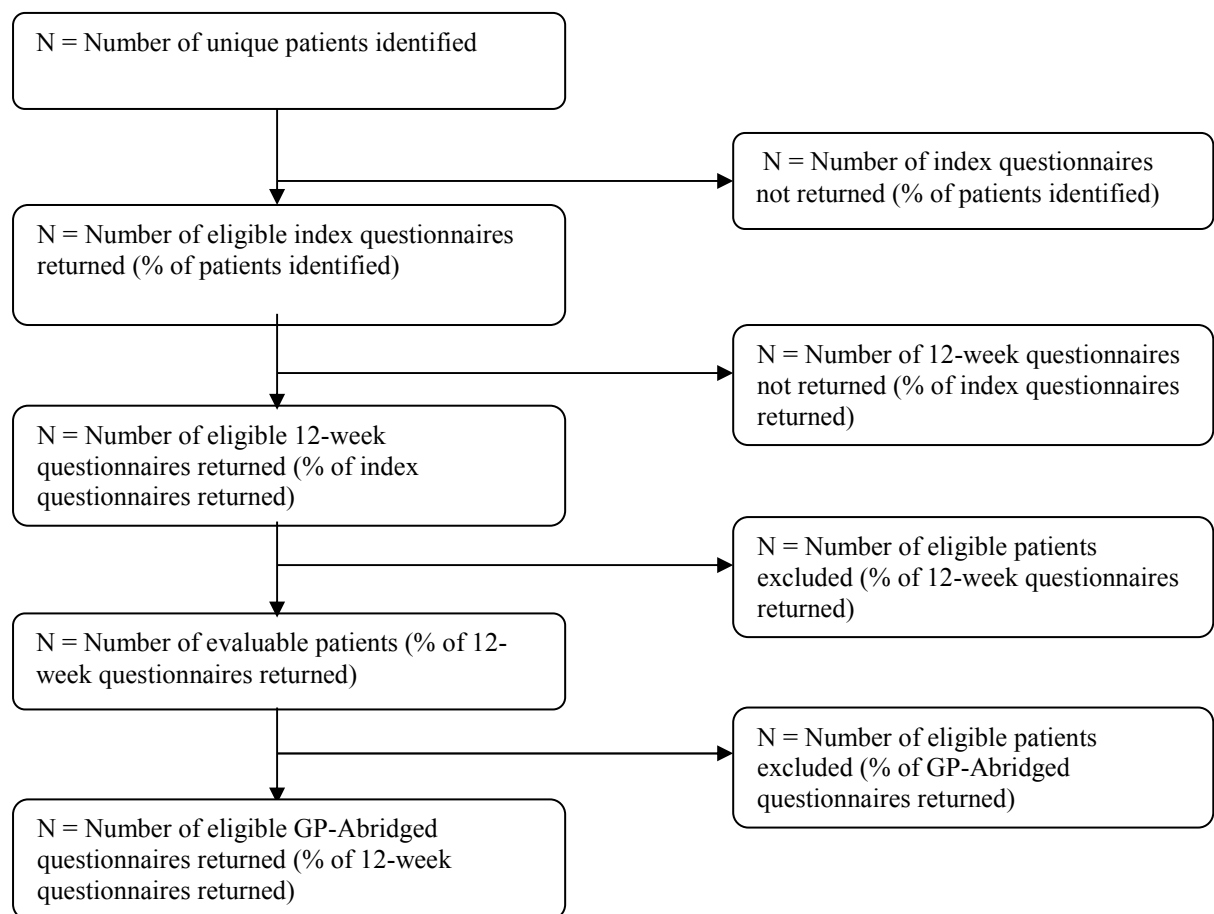 N = Number of unique patients identified
N = Number of index questionnaires
not returned (% of patients identified)
N = Number of eligible index questionnaires
returned (% of patients identified)
N = Number of 12-week questionnaires
not returned (% of index questionnaires
returned)
N = Number of eligible 12-week
questionnaires returned (% of index
questionnaires returned)
N = Number of eligible patients
excluded (% of 12-week questionnaires
returned)
N = Number of evaluable patients (% of 12-
week questionnaires returned)
N = Number of eligible patients
excluded (% of GP-Abridged
questionnaires returned)
N = Number of eligible GP-Abridged
questionnaires returned (% of 12-week
questionnaires returned)